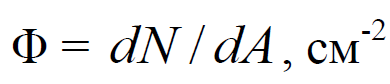 Φ = dN / dA, см⁻²